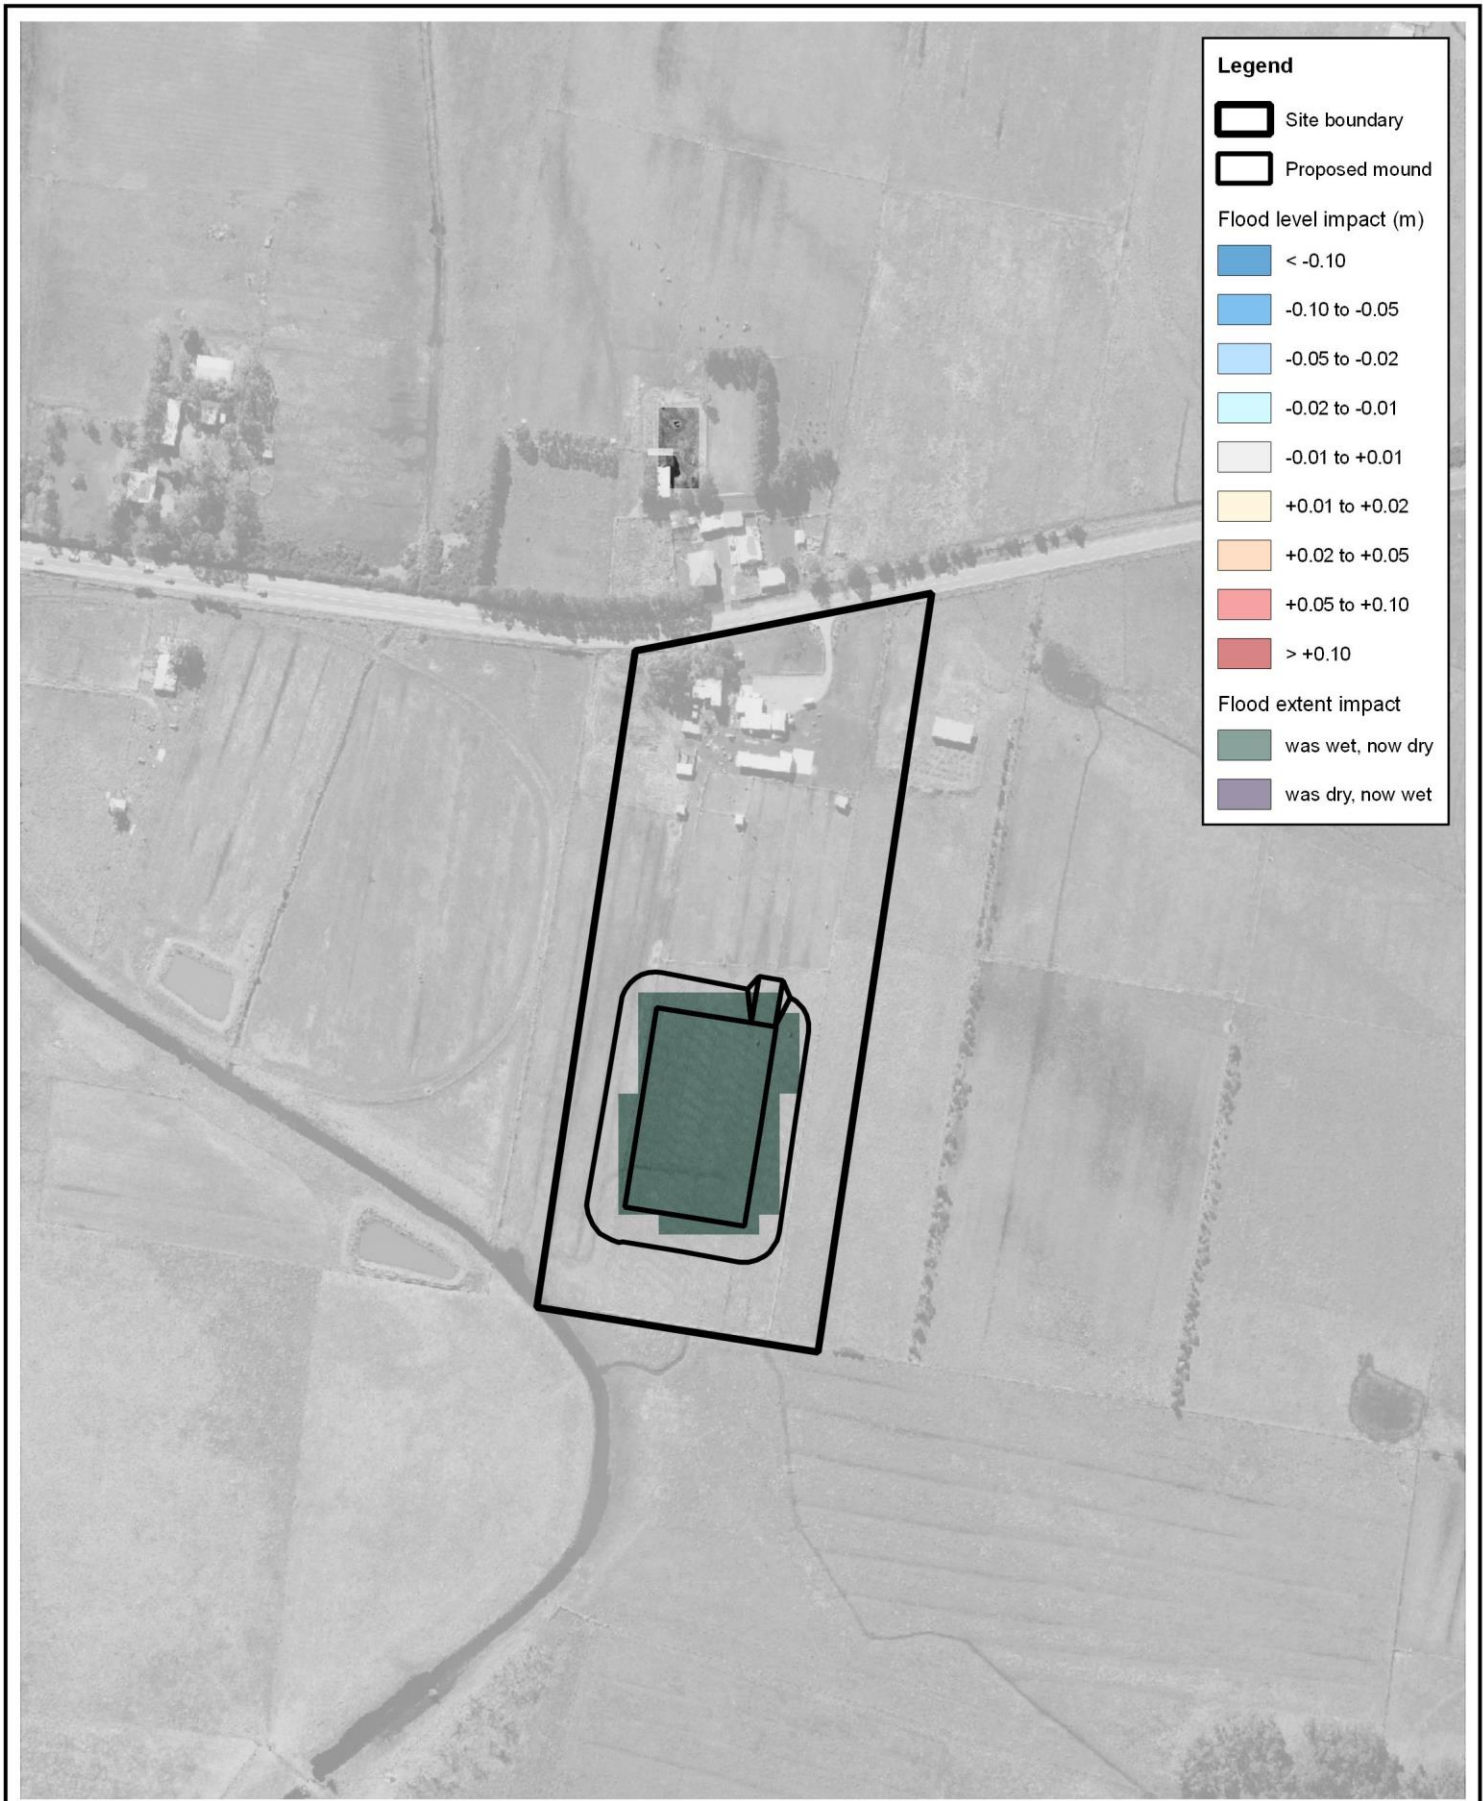 Legend
Site boundary
Proposed mound
Flood level impact (m)
< -0.10
-0.10 to -0.05
-0.05 to -0.02
-0.02 to -0.01
-0.01 to +0.01
+0.01 to +0.02
+0.02 to +0.05
+0.05 to +0.10
> +0.10
Flood extent impact
was wet, now dry
was dry, now wet